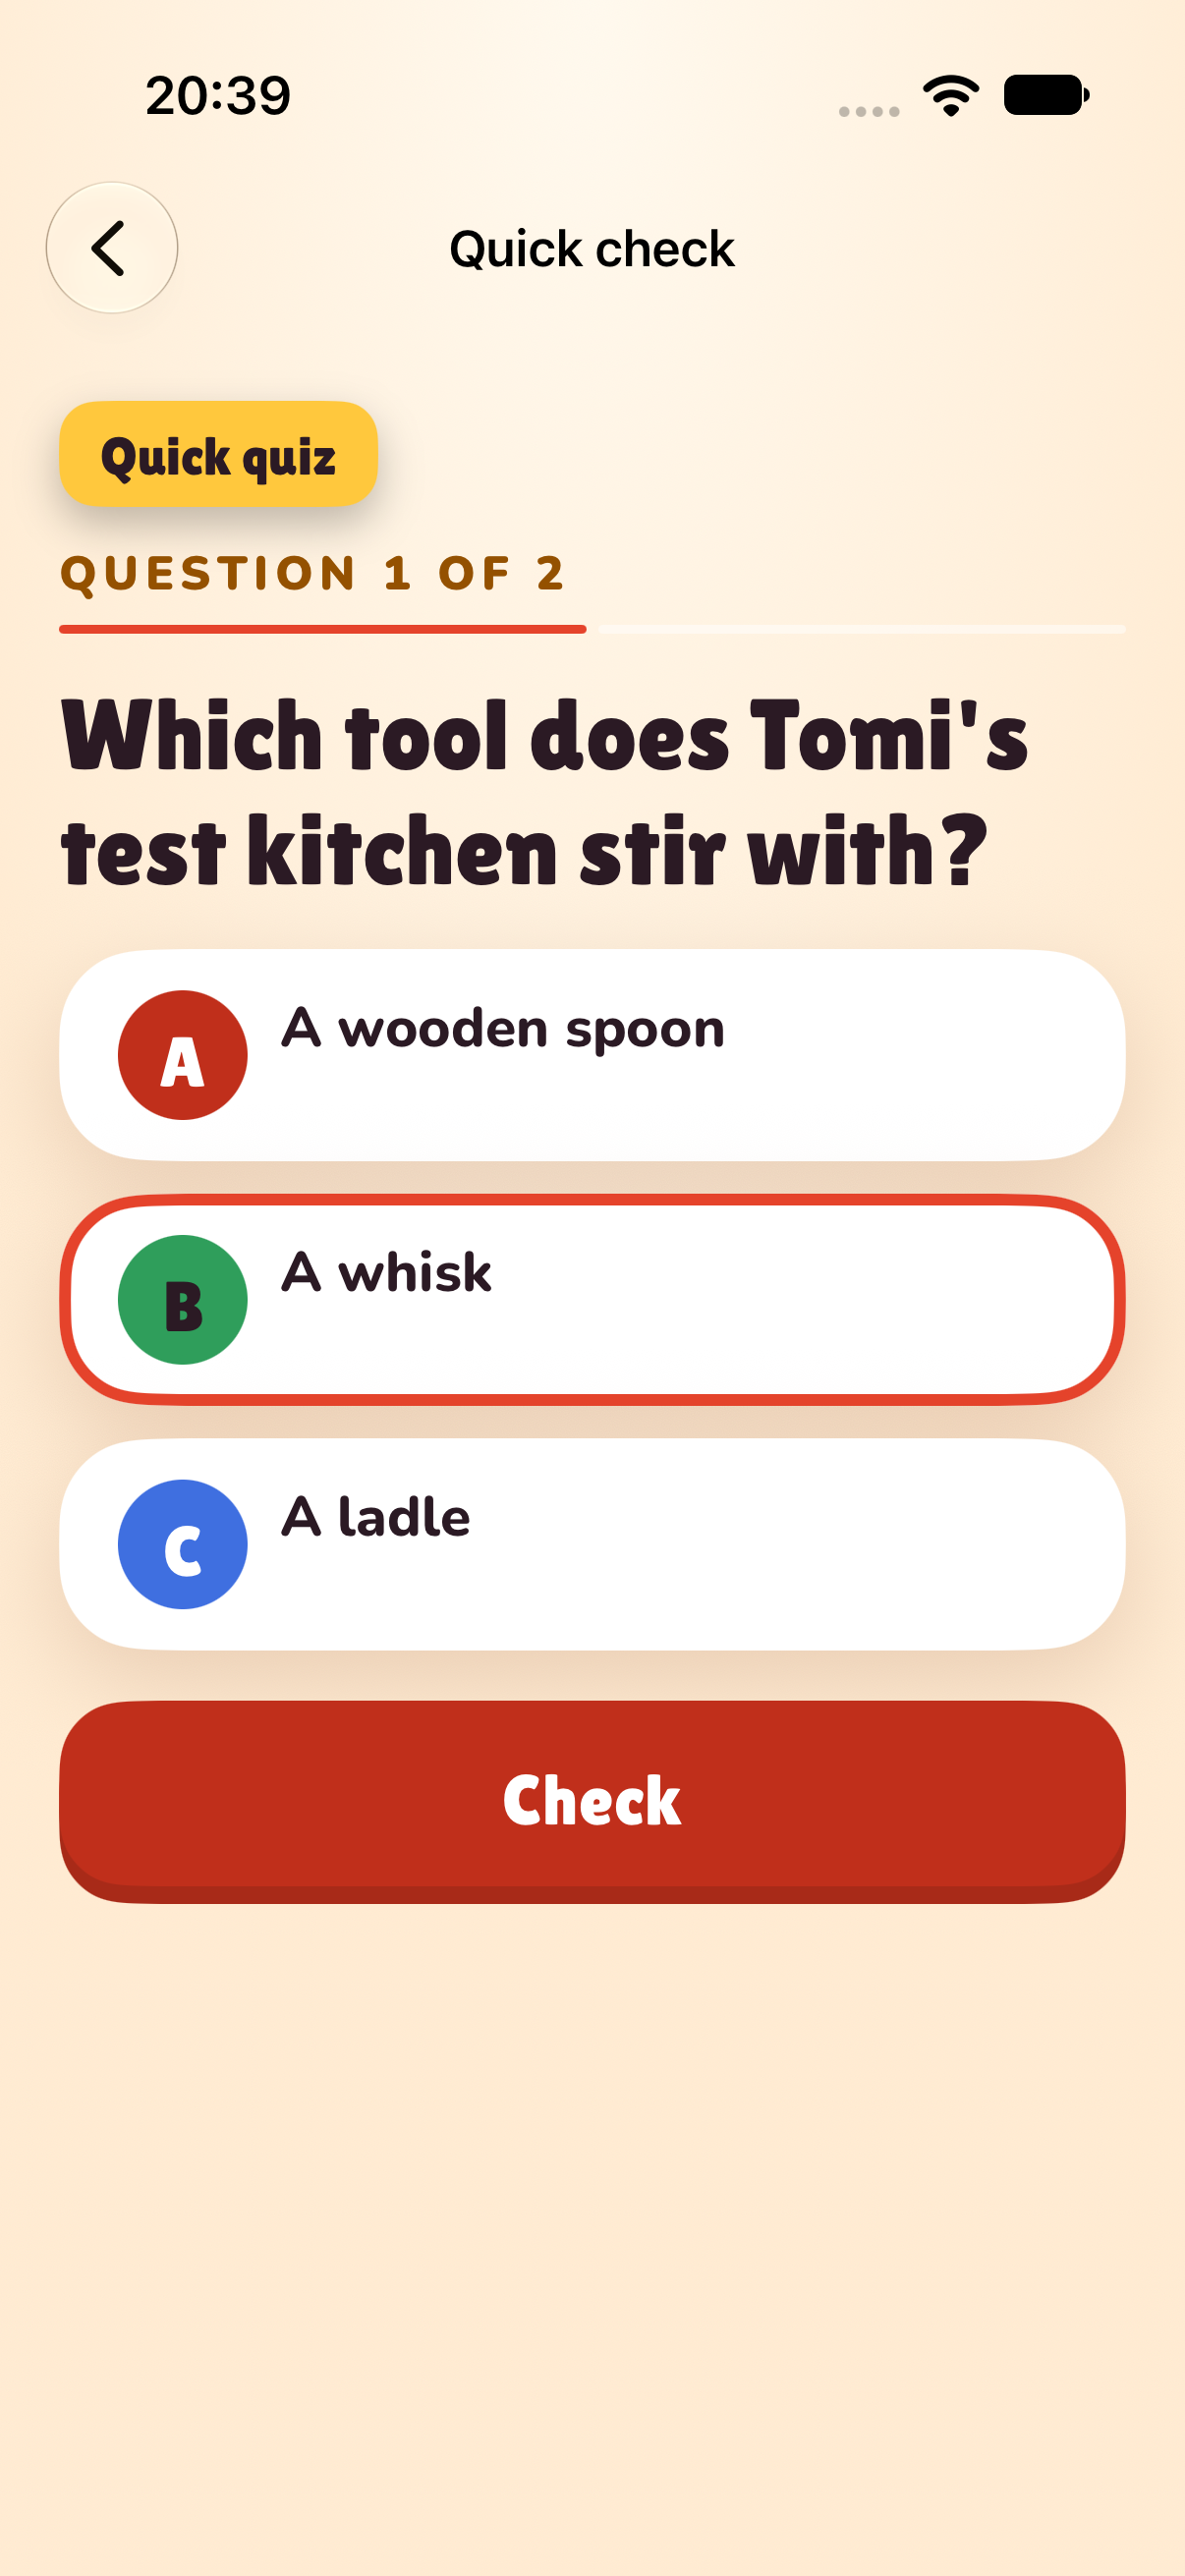 20:39
Quick check
Quick quiz
QUESTION 1 OF 2
Which tool does Tomi's
test kitchen stir with?
A
A wooden spoon
B
A whisk
C
A ladle
Check